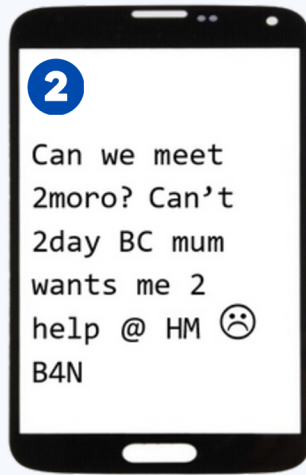 2
Can we meet
2moro? Can’t
2day BC mum
wants me 2
help @ HM ☹
B4N